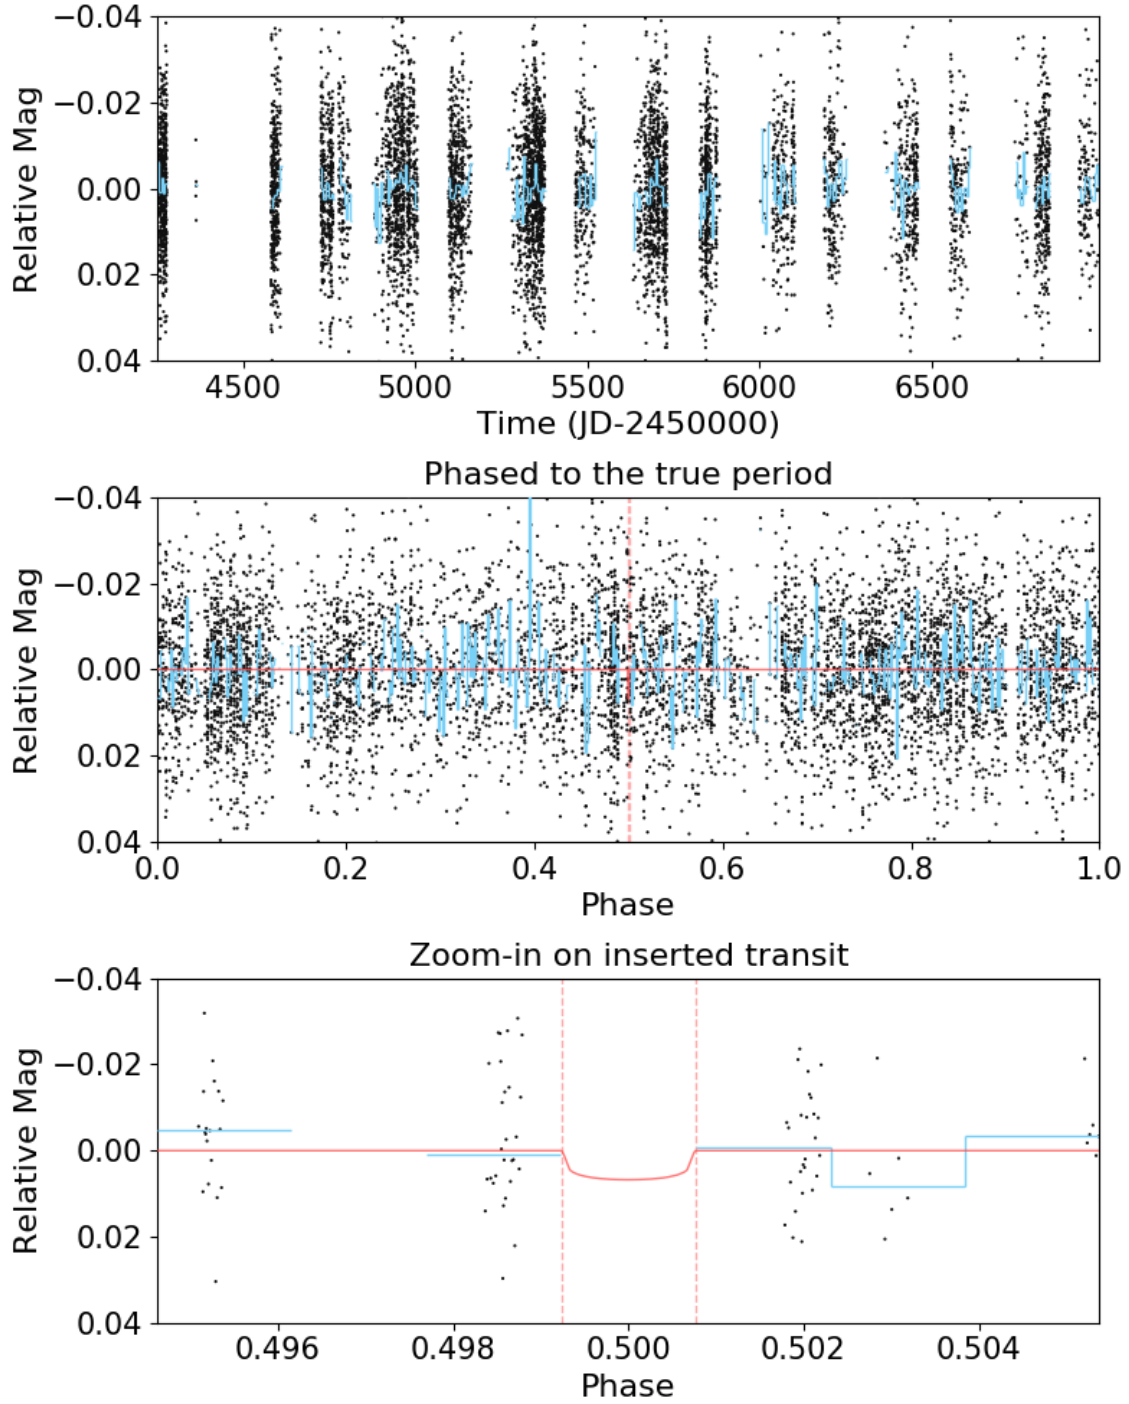 −0.04
−0.02
0.00
0.02
0.04
Relative Mag
4500 5000 5500 6000 6500
Time (JD-2450000)
Phased to the true period
−0.04
−0.02
0.00
0.02
0.04
Relative Mag
0.0 0.2 0.4 0.6 0.8 1.0
Phase
Zoom-in on inserted transit
−0.04
−0.02
0.00
0.02
0.04
Relative Mag
0.496 0.498 0.500 0.502 0.504
Phase